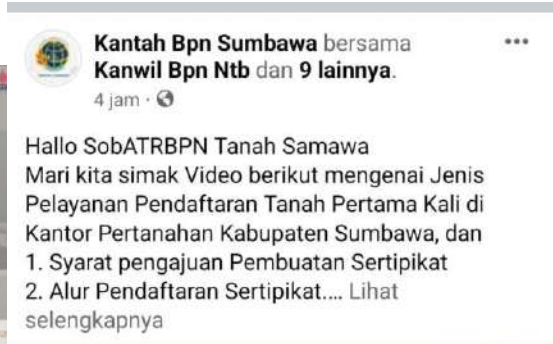 Kantah Bpn Sumbawa bersama
Kanwil Bpn Ntb dan 9 lainnya.
4 jam ·
Hallo SobATRBPN Tanah Samawa
Mari kita simak Video berikut mengenai Jenis
Pelayanan Pendaftaran Tanah Pertama Kali di
Kantor Pertanahan Kabupaten Sumbawa, dan
1. Syarat pengajuan Pembuatan Sertipikat
2. Alur Pendaftaran Sertipikat.... Lihat
selengkapnya